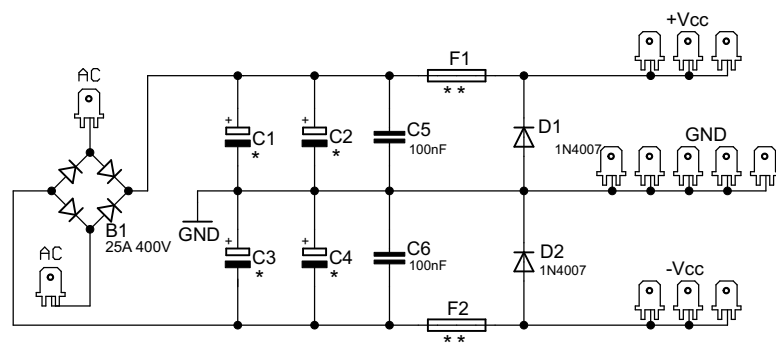 +Vcc
F1
AC
* *
+
C1
*
+
C2
*
C5
100nF
D1
1N4007
GND
B1
25A 400V
GND
AC
+
C3
*
+
C4
*
C6
100nF
D2
1N4007
-Vcc
F2
* *